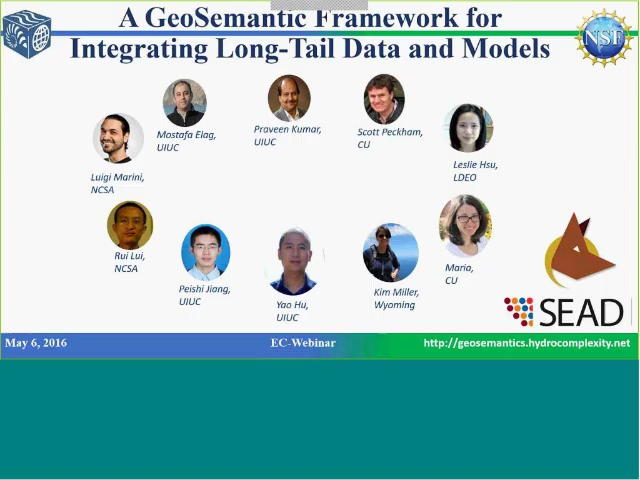 A GeoSemantic Framework for
Integrating Long-Tail Data and Models
NSF
Mostafa Elag,
UIUC
Praveen Kumar,
UIUC
Scott Peckham,
CU
Leslie Hsu,
LDEO
Luigi Marini,
NCSA
Rui Lui,
NCSA
Peishi Jiang,
UIUC
Yao Hu,
UIUC
Kim Miller,
Wyoming
Maria,
CU
SEAD
May 6, 2016
EC-Webinar
http://geosemantics.hydrocomplexity.net